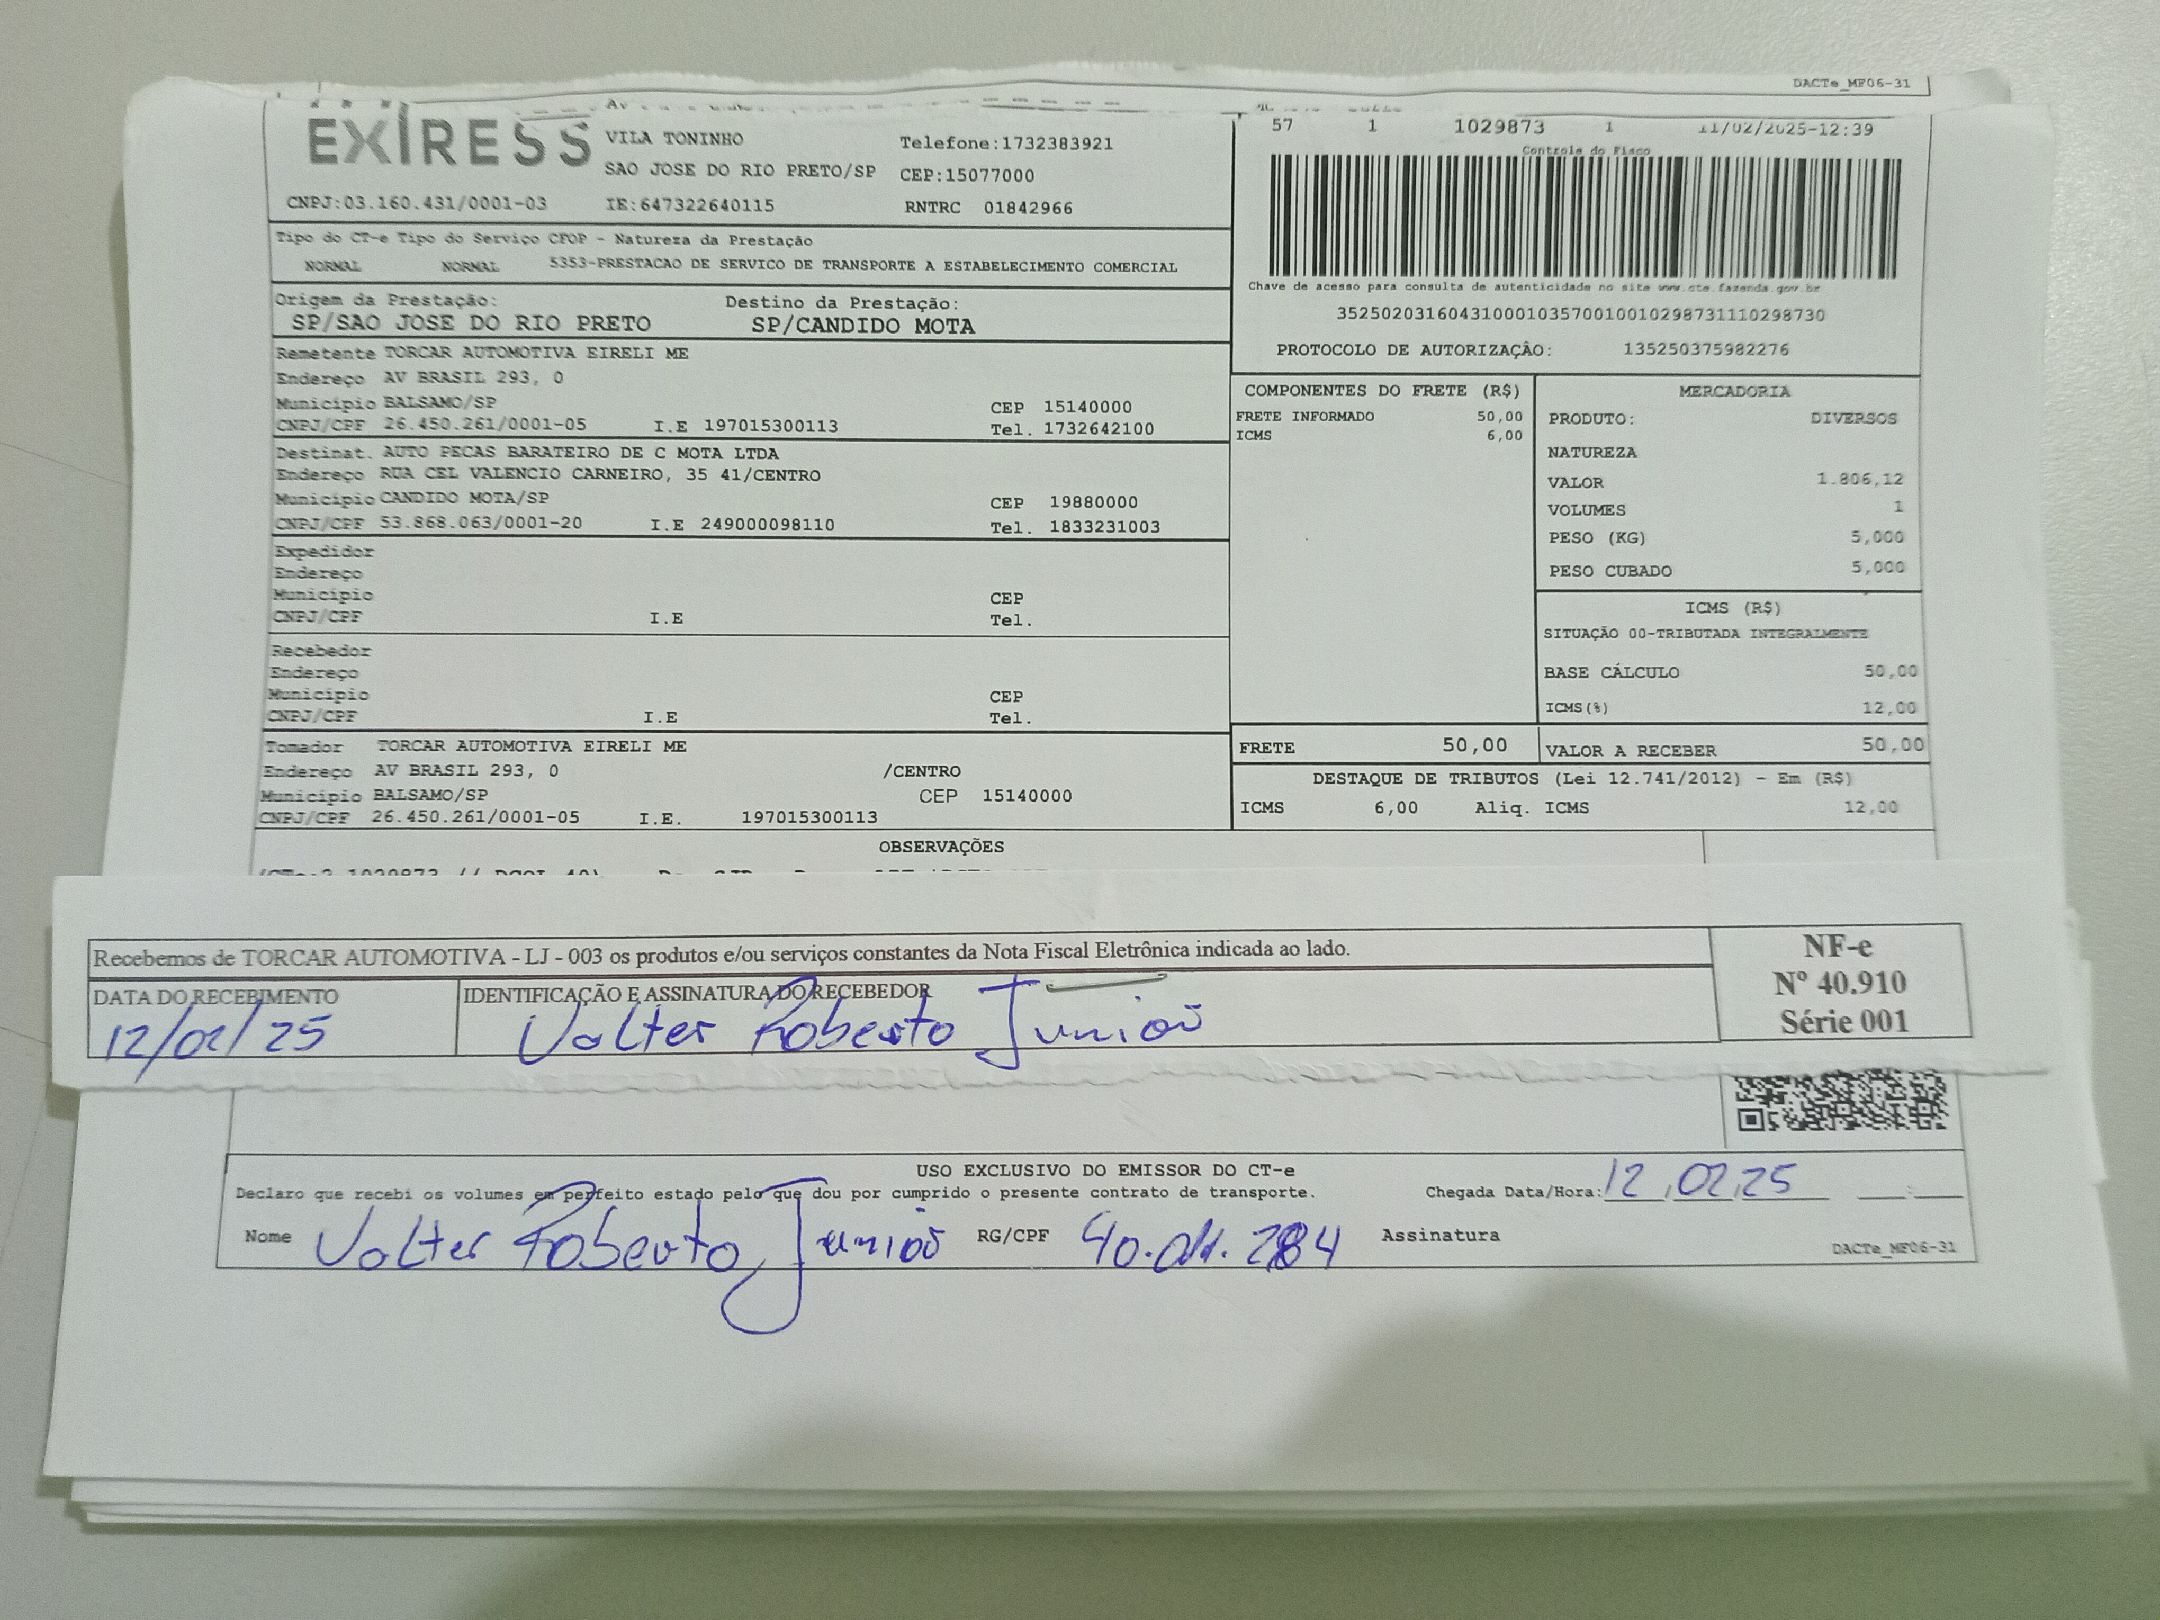 DACTe_MF06-31
EXIRESS
VILA TONINHO
Telefone:1732383921
SAO JOSE DO RIO PRETO/SP
CEP:15077000
CNPJ:03.160.431/0001-03
IE:647322640115
RNTRC 01842966
57 1 1029873 1 11/02/2025-12:39
Controle do Fisco
Tipo do CT-e Tipo do Serviço CFOP - Natureza da Prestação
NORMAL NORMAL 5353-PRESTACAO DE SERVICO DE TRANSPORTE A ESTABELECIMENTO COMERCIAL
Chave de acesso para consulta de autenticidade no site www.cte.fazenda.gov.br
35250203160431000103570010010298731110298730
PROTOCOLO DE AUTORIZAÇÂO: 135250375982276
Origem da Prestação: Destino da Prestação:
SP/SAO JOSE DO RIO PRETO SP/CANDIDO MOTA
Remetente TORCAR AUTOMOTIVA EIRELI ME
Endereço AV BRASIL 293, 0
Município BALSAMO/SP CEP 15140000
CNPJ/CPF 26.450.261/0001-05 I.E 197015300113 Tel. 1732642100
Destinat. AUTO PECAS BARATEIRO DE C MOTA LTDA
Endereço RUA CEL VALENCIO CARNEIRO, 35 41/CENTRO
Município CANDIDO MOTA/SP CEP 19880000
CNPJ/CPF 53.868.063/0001-20 I.E 249000098110 Tel. 1833231003
Expedidor
Endereço
Município CEP
CNPJ/CPF I.E Tel.
Recebedor
Endereço
Município CEP
CNPJ/CPF I.E Tel.
Tomador TORCAR AUTOMOTIVA EIRELI ME
Endereço AV BRASIL 293, 0 /CENTRO
Município BALSAMO/SP CEP 15140000
CNPJ/CPF 26.450.261/0001-05 I.E. 197015300113
COMPONENTES DO FRETE (R$)
FRETE INFORMADO 50,00
ICMS 6,00
MERCADORIA
PRODUTO: DIVERSOS
NATUREZA
VALOR 1.806,12
VOLUMES 1
PESO (KG) 5,000
PESO CUBADO 5,000
ICMS (R$)
SITUAÇÃO 00-TRIBUTADA INTEGRALMENTE
BASE CÁLCULO 50,00
ICMS(%) 12,00
FRETE 50,00 VALOR A RECEBER 50,00
DESTAQUE DE TRIBUTOS (Lei 12.741/2012) - Em (R$)
ICMS 6,00 Aliq. ICMS 12,00
OBSERVAÇÕES
Recebemos de TORCAR AUTOMOTIVA - LJ - 003 os produtos e/ou serviços constantes da Nota Fiscal Eletrônica indicada ao lado.
DATA DO RECEBIMENTO
12/02/25
IDENTIFICAÇÃO E ASSINATURA DO RECEBEDOR
Valter Roberto Junior
NF-e
Nº 40.910
Série 001
USO EXCLUSIVO DO EMISSOR DO CT-e
Declaro que recebi os volumes em perfeito estado pelo que dou por cumprido o presente contrato de transporte.
Chegada Data/Hora: 12,02,25
Nome Valter Roberto Junior RG/CPF Assinatura
DACTe_MF06-31